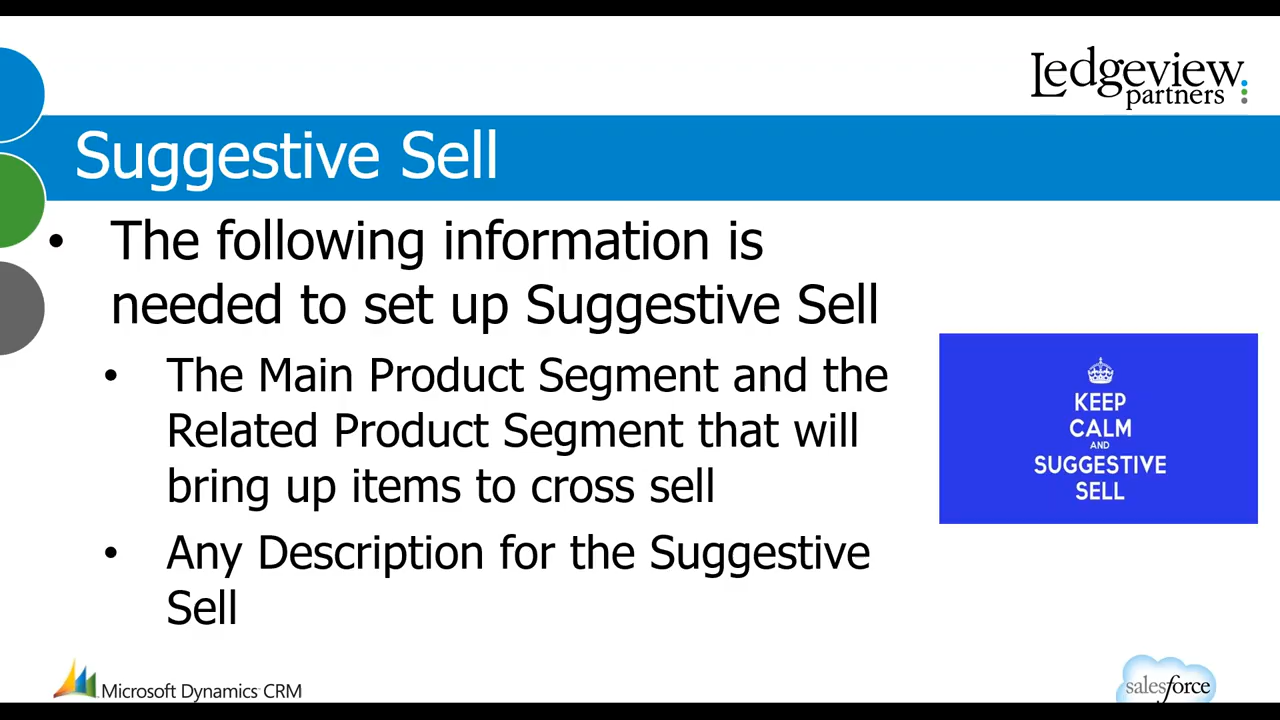 Ledgeview
partners
Suggestive Sell
• The following information is
needed to set up Suggestive Sell
• The Main Product Segment and the
Related Product Segment that will
bring up items to cross sell
• Any Description for the Suggestive
Sell
KEEP
CALM
AND
SUGGESTIVE
SELL
Microsoft Dynamics CRM
salesforce